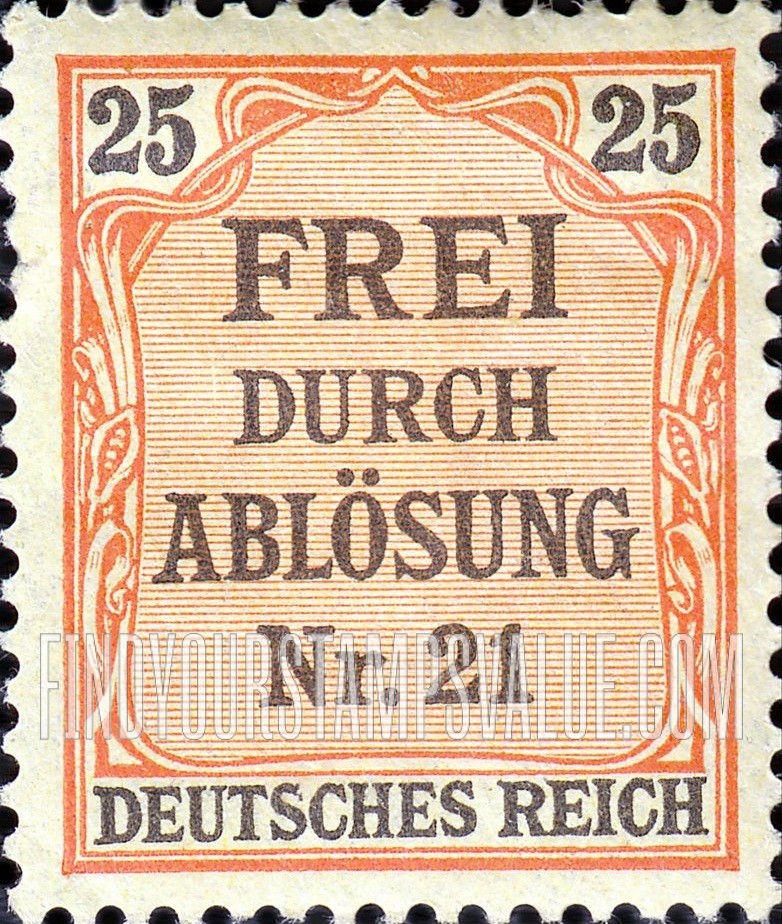 25 25
FREI
DURCH
ABLÖSUNG
Nr. 21
FINDYOURSTAMPSVALUE.COM
DEUTSCHES REICH